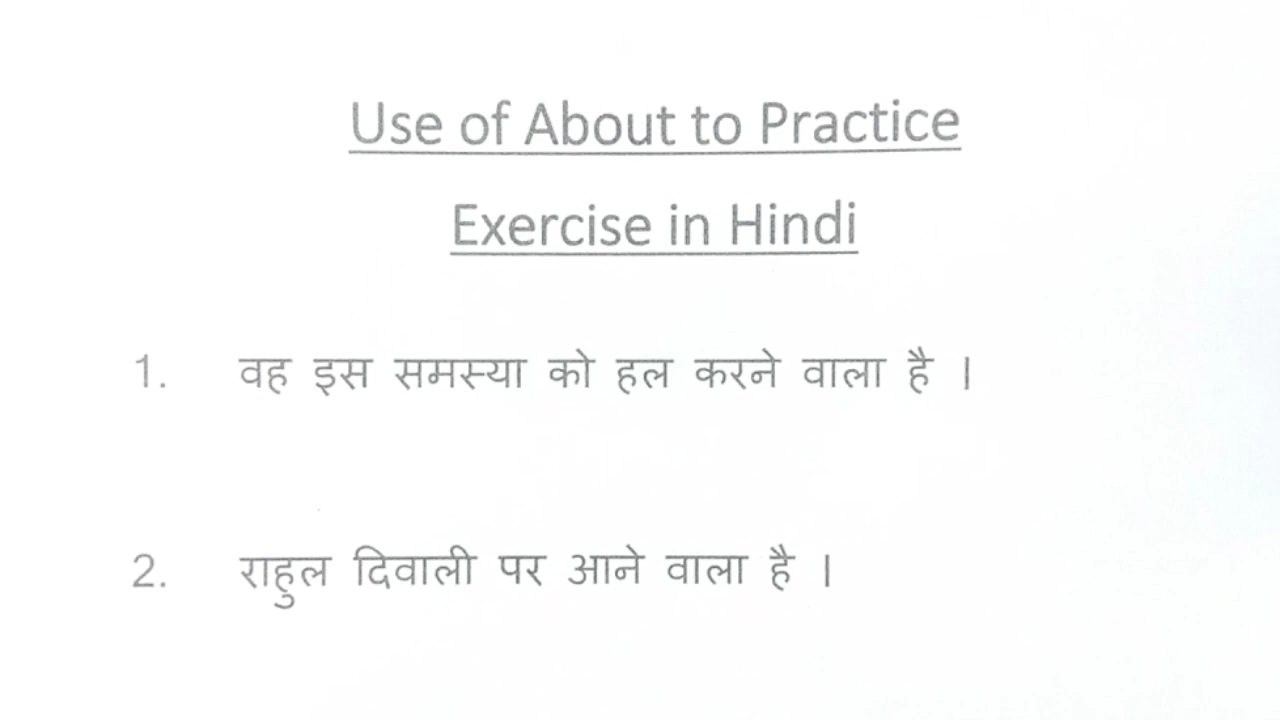 Use of About to Practice
Exercise in Hindi
1. वह इस समस्या को हल करने वाला है ।
2. राहुल दिवाली पर आने वाला है ।